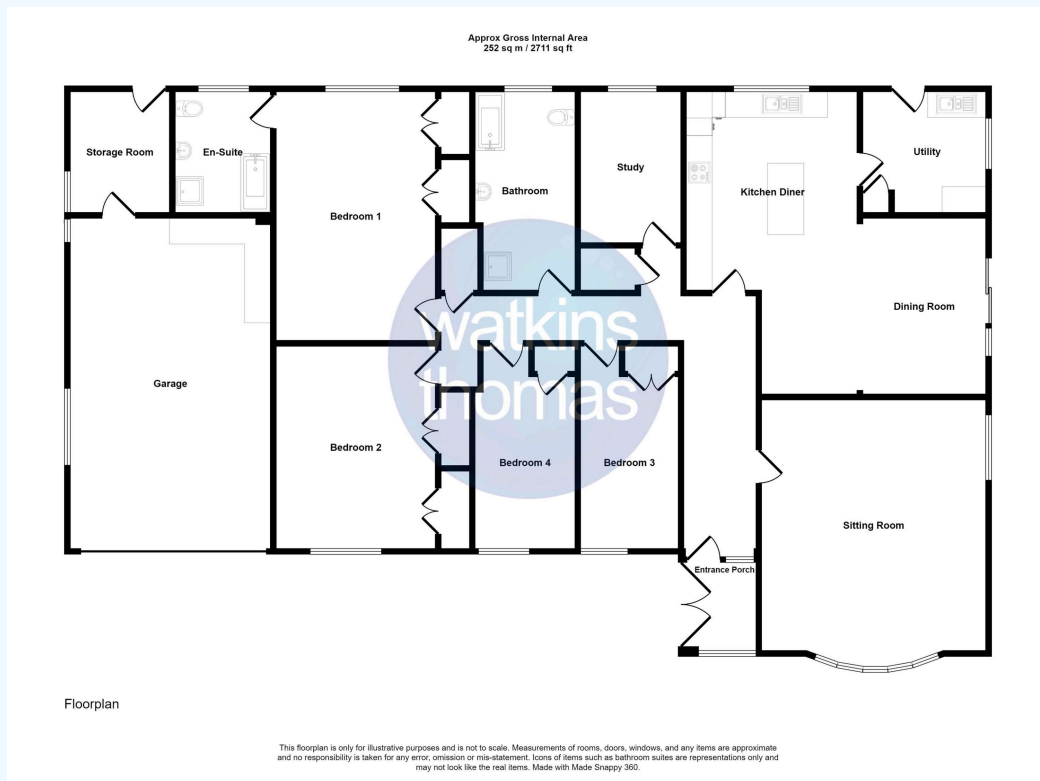 Approx Gross Internal Area
252 sq m / 2711 sq ft
Storage Room
En-Suite
Bedroom 1
Bathroom
Study
Kitchen Diner
Utility
Dining Room
watkins
thomas
Garage
Bedroom 2
Bedroom 4
Bedroom 3
Sitting Room
Entrance Porch
Floorplan
This floorplan is only for illustrative purposes and is not to scale. Measurements of rooms, doors, windows, and any items are approximate
and no responsibility is taken for any error, omission or mis-statement. Icons of items such as bathroom suites are representations only and
may not look like the real items. Made with Made Snappy 360.